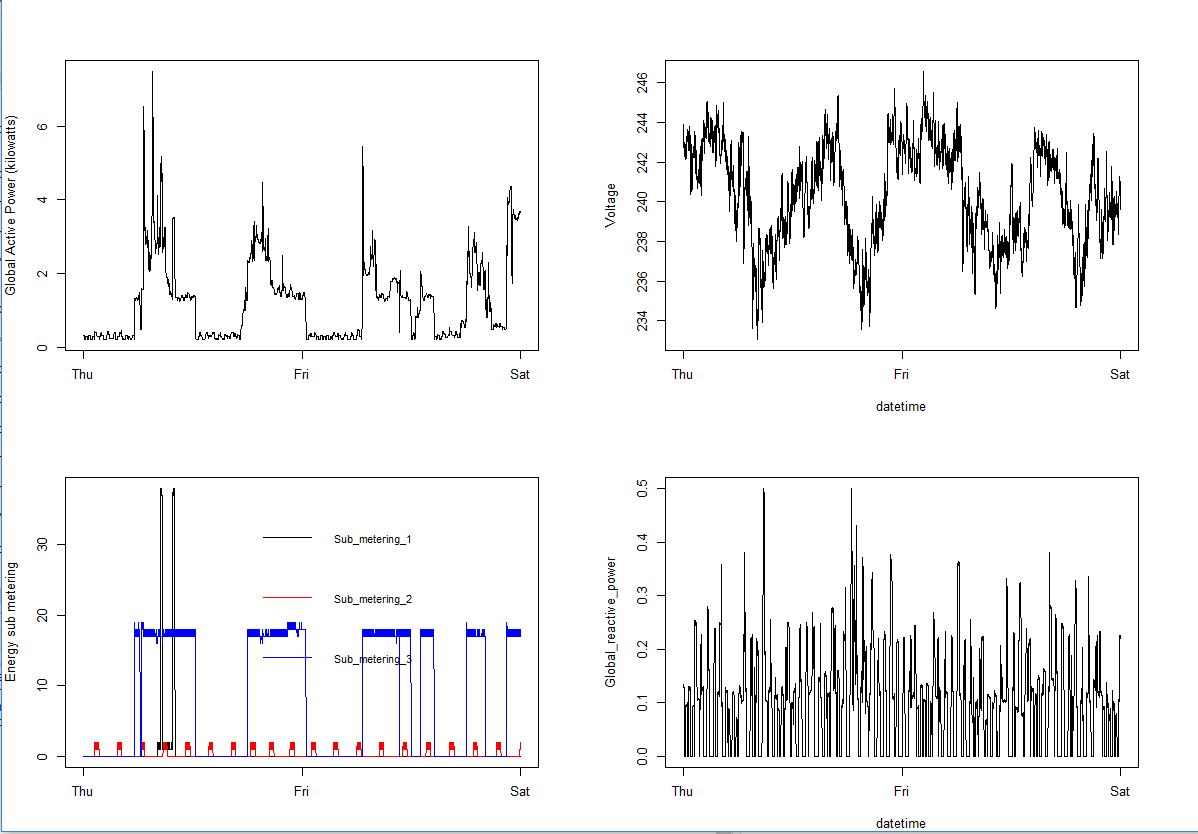 Global Active Power (kilowatts)
6
4
2
0
Thu Fri Sat
Voltage
246
244
242
240
238
236
234
Thu Fri Sat
datetime
Energy sub metering
30
20
10
0
Sub_metering_1
Sub_metering_2
Sub_metering_3
Thu Fri Sat
Global_reactive_power
0.5
0.4
0.3
0.2
0.1
0.0
Thu Fri Sat
datetime